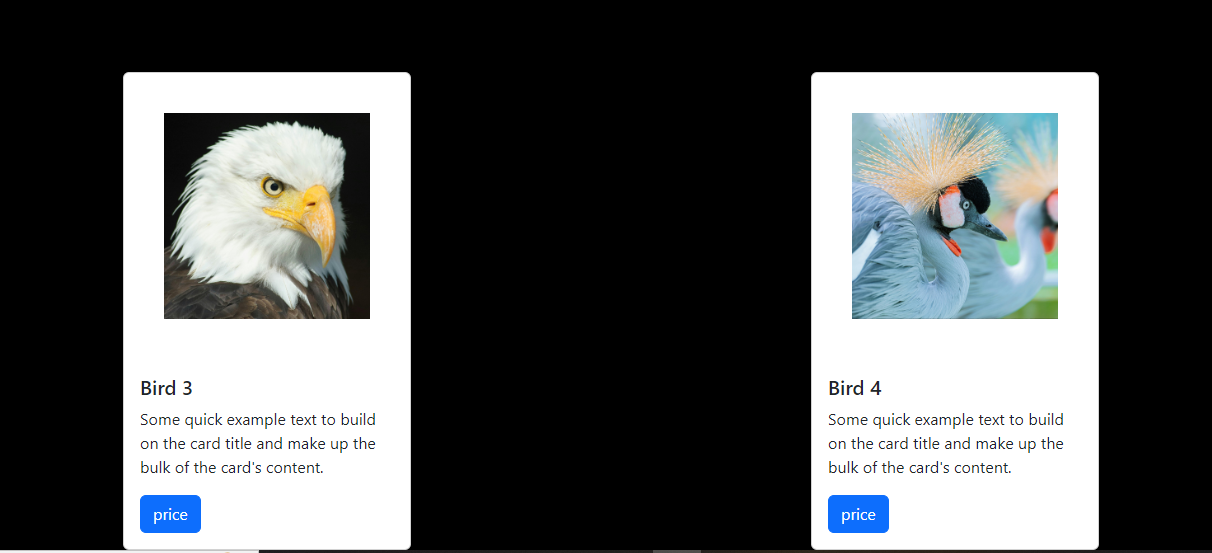 Bird 3
Some quick example text to build
on the card title and make up the
bulk of the card's content.
price
Bird 4
Some quick example text to build
on the card title and make up the
bulk of the card's content.
price